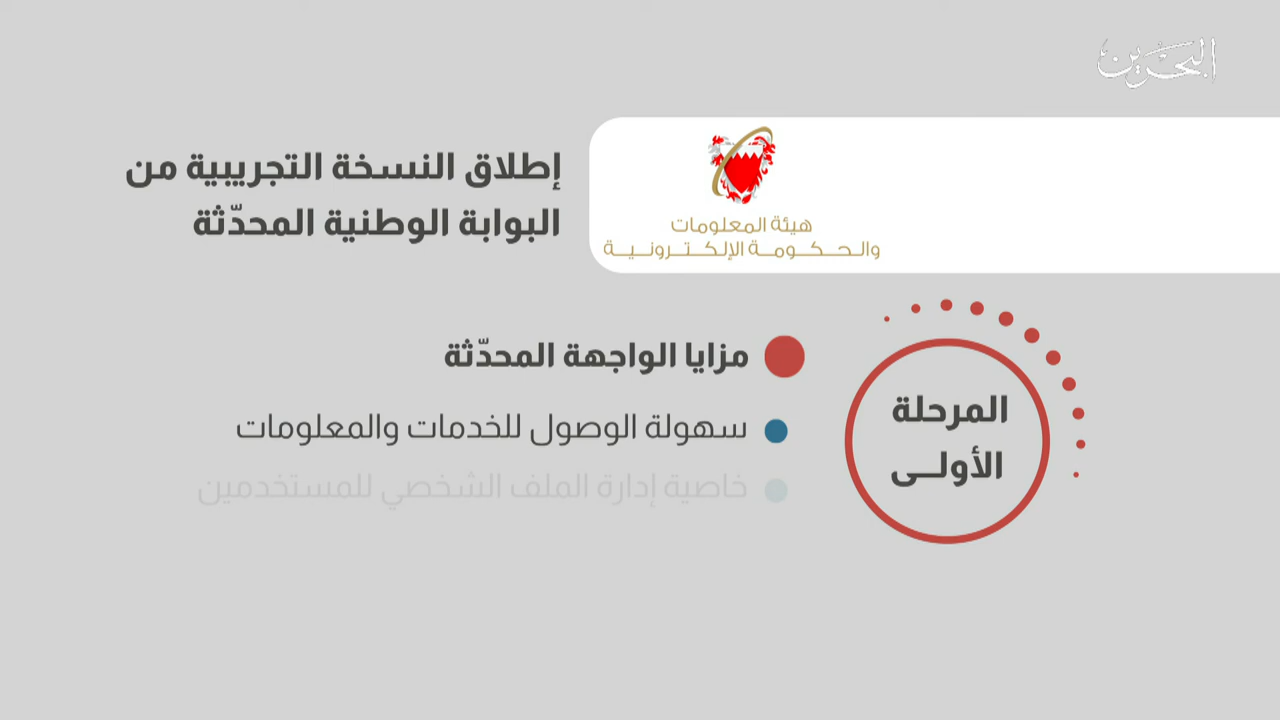 البحرين
هيئة المعلومات
والحكومة الإلكترونية
إطلاق النسخة التجريبية من
البوابة الوطنية المحدّثة
المرحلة
الأولى
مزايا الواجهة المحدّثة
سهولة الوصول للخدمات والمعلومات
خاصية إدارة الملف الشخصي للمستخدمين